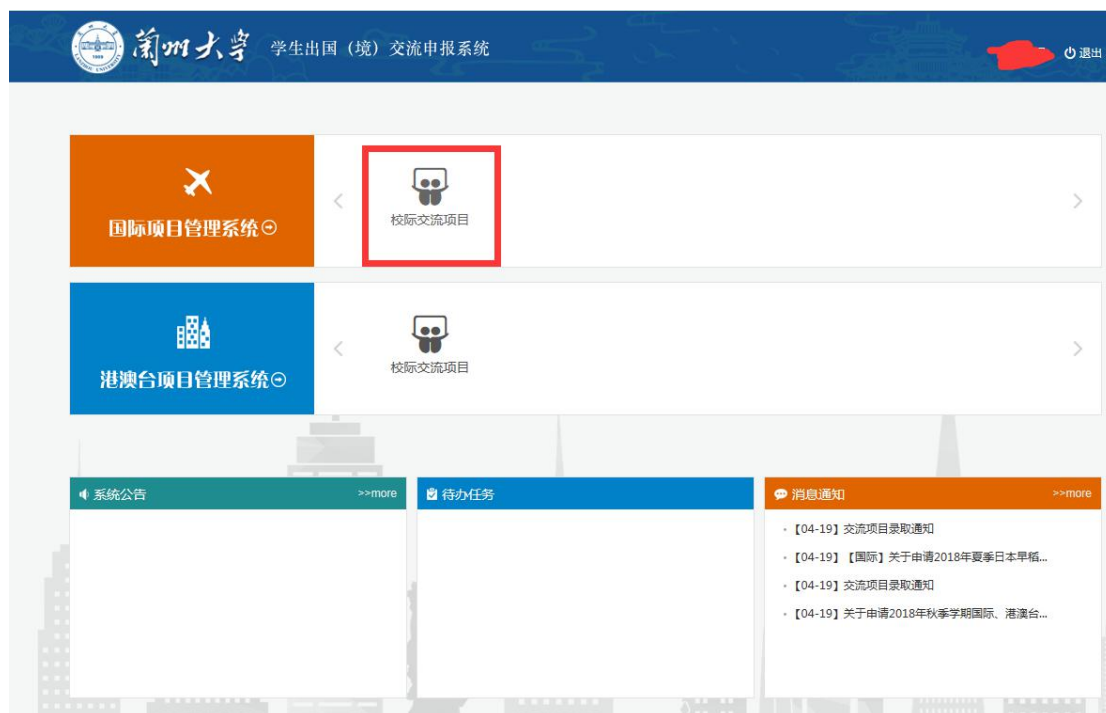 兰州大学 学生出国（境）交流申报系统
退出
国际项目管理系统
校际交流项目
港澳台项目管理系统
校际交流项目
系统公告 >>more
待办任务
消息通知 >>more
【04-19】交流项目录取通知
【04-19】【国际】关于申请2018年夏季日本早稻...
【04-19】交流项目录取通知
【04-19】关于申请2018年秋季学期国际、港澳台...